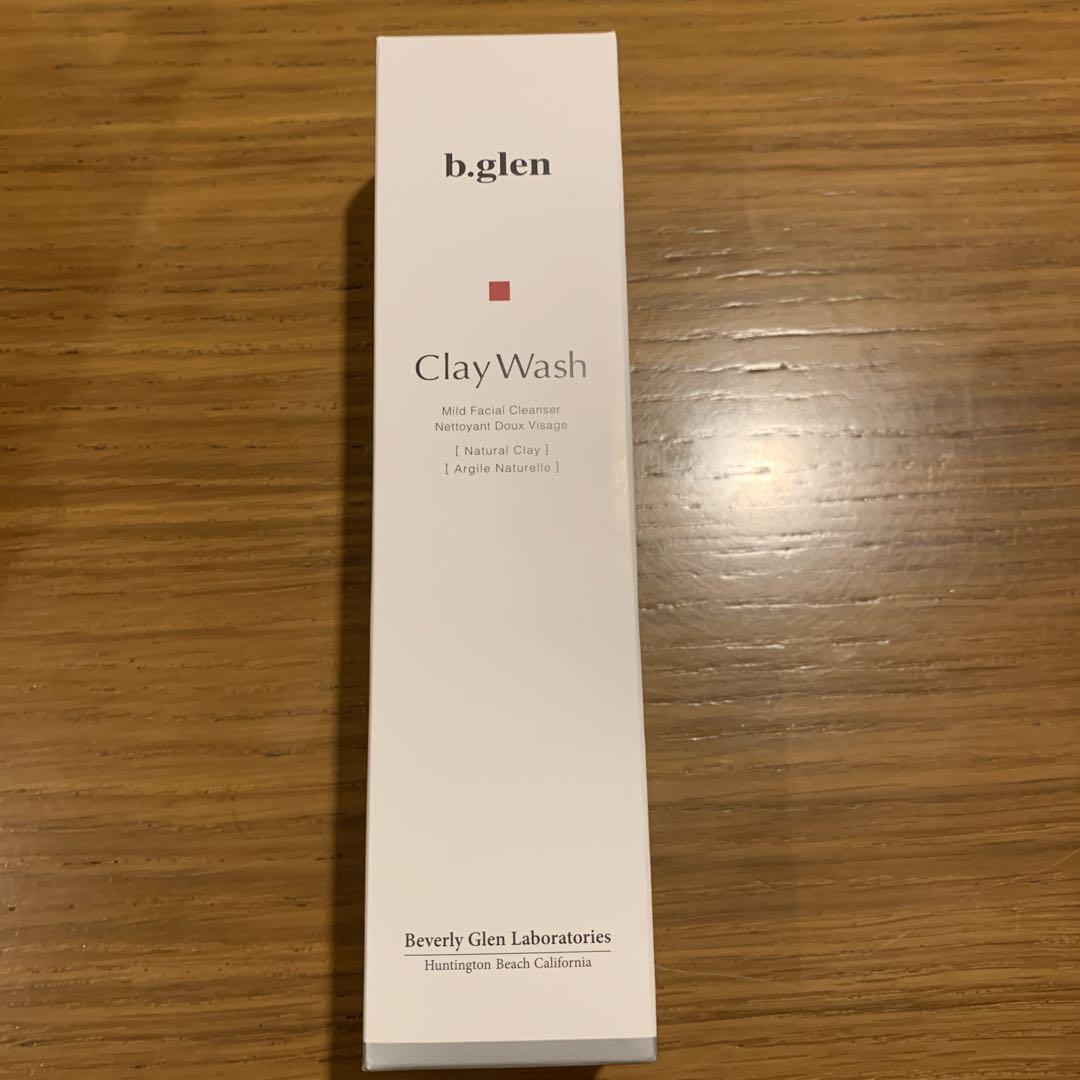 b.glen
Clay Wash
Mild Facial Cleanser
Nettoyant Doux Visage
[ Natural Clay ]
[ Argile Naturelle ]
Beverly Glen Laboratories
Huntington Beach California